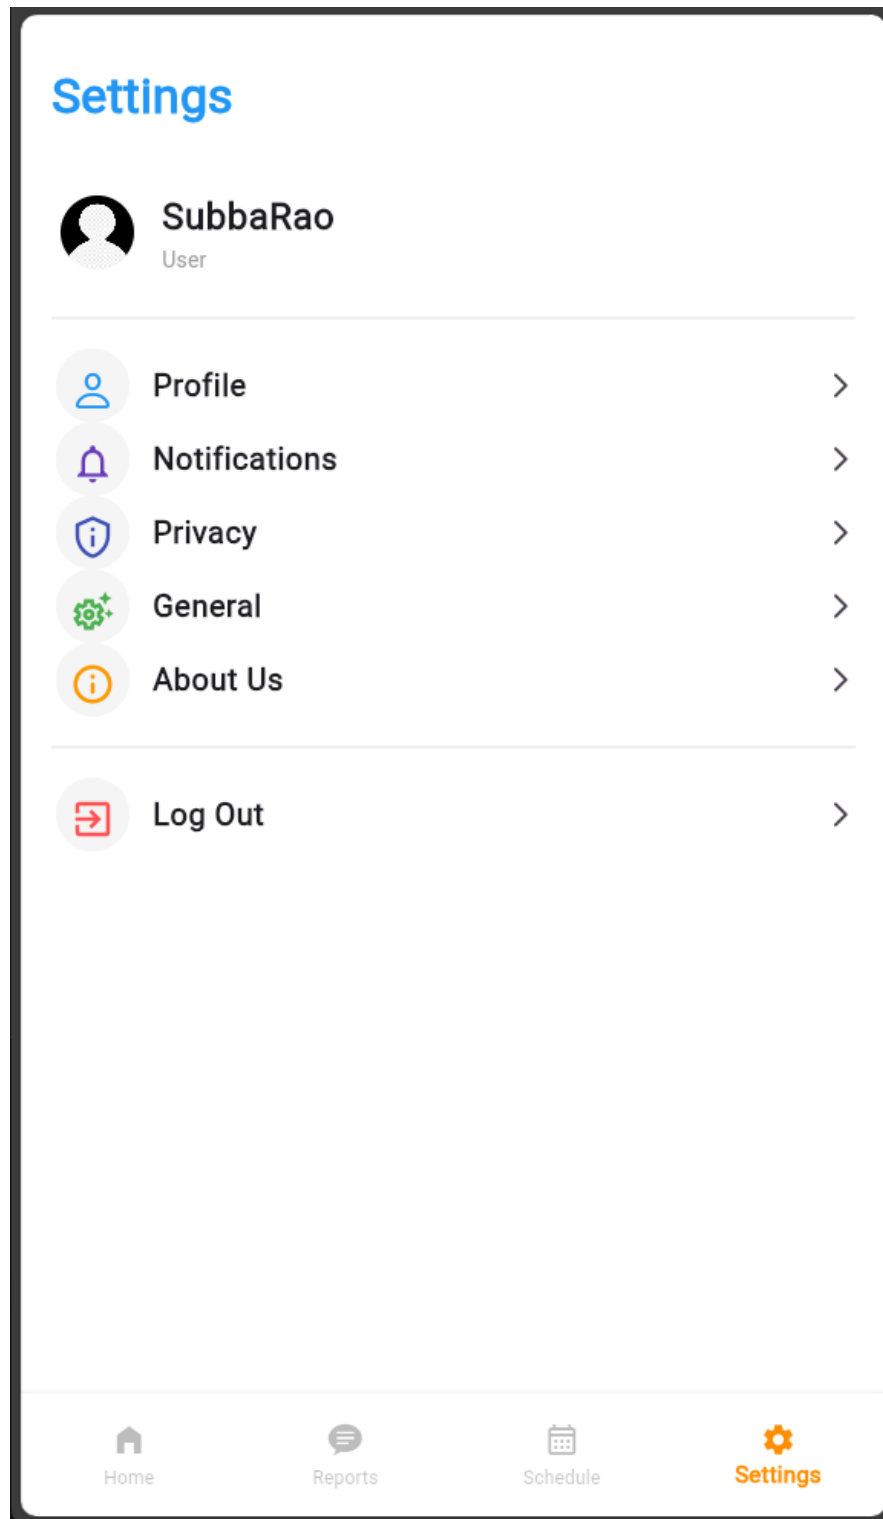 Settings
SubbaRao
User
Profile
Notifications
Privacy
General
About Us
Log Out
Home
Reports
Schedule
Settings